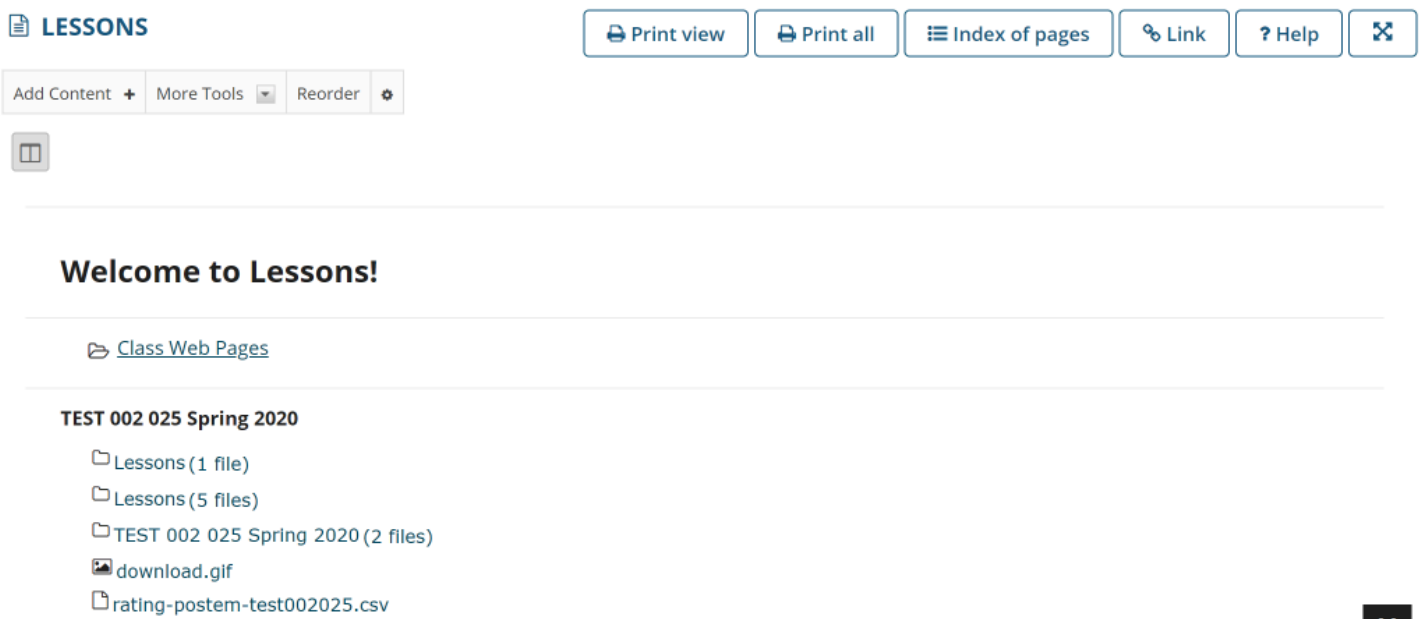 LESSONS
Print view
Print all
Index of pages
Link
? Help
Add Content +
More Tools
Reorder
Welcome to Lessons!
Class Web Pages
TEST 002 025 Spring 2020
Lessons (1 file)
Lessons (5 files)
TEST 002 025 Spring 2020 (2 files)
download.gif
rating-postem-test002025.csv